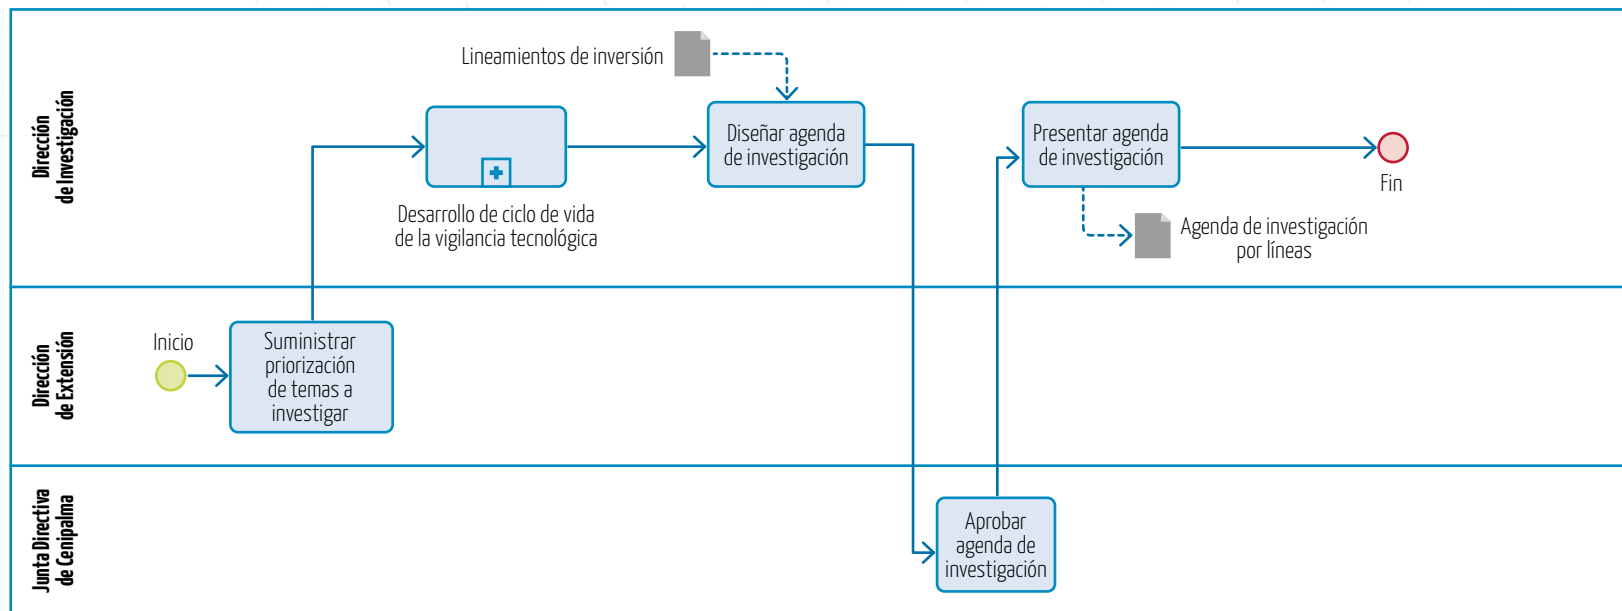 Dirección
de Investigación
Lineamientos de inversión
Desarrollo de ciclo de vida
de la vigilancia tecnológica
Diseñar agenda
de investigación
Presentar agenda
de investigación
Agenda de investigación
por líneas
Fin
Dirección
de Extensión
Inicio
Suministrar
priorización
de temas a
investigar
Junta Directiva
de Cenipalma
Aprobar
agenda de
investigación